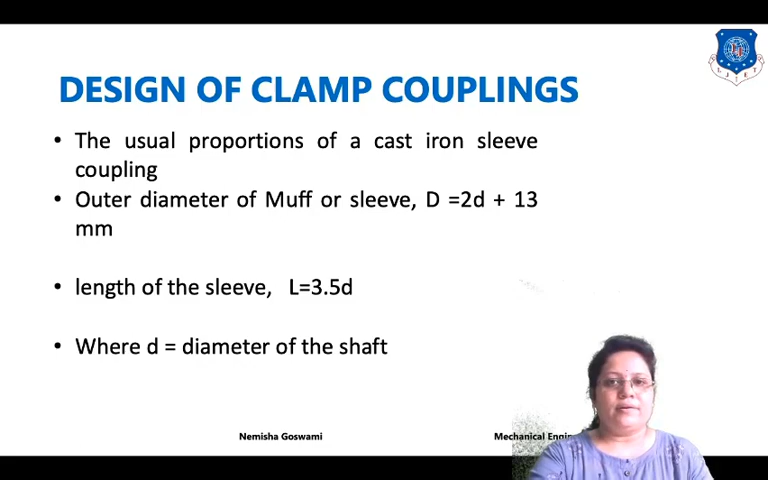 DESIGN OF CLAMP COUPLINGS
• The usual proportions of a cast iron sleeve
coupling
• Outer diameter of Muff or sleeve, D =2d + 13
mm
• length of the sleeve, L=3.5d
• Where d = diameter of the shaft
Nemisha Goswami
Mechanical
L J I E T